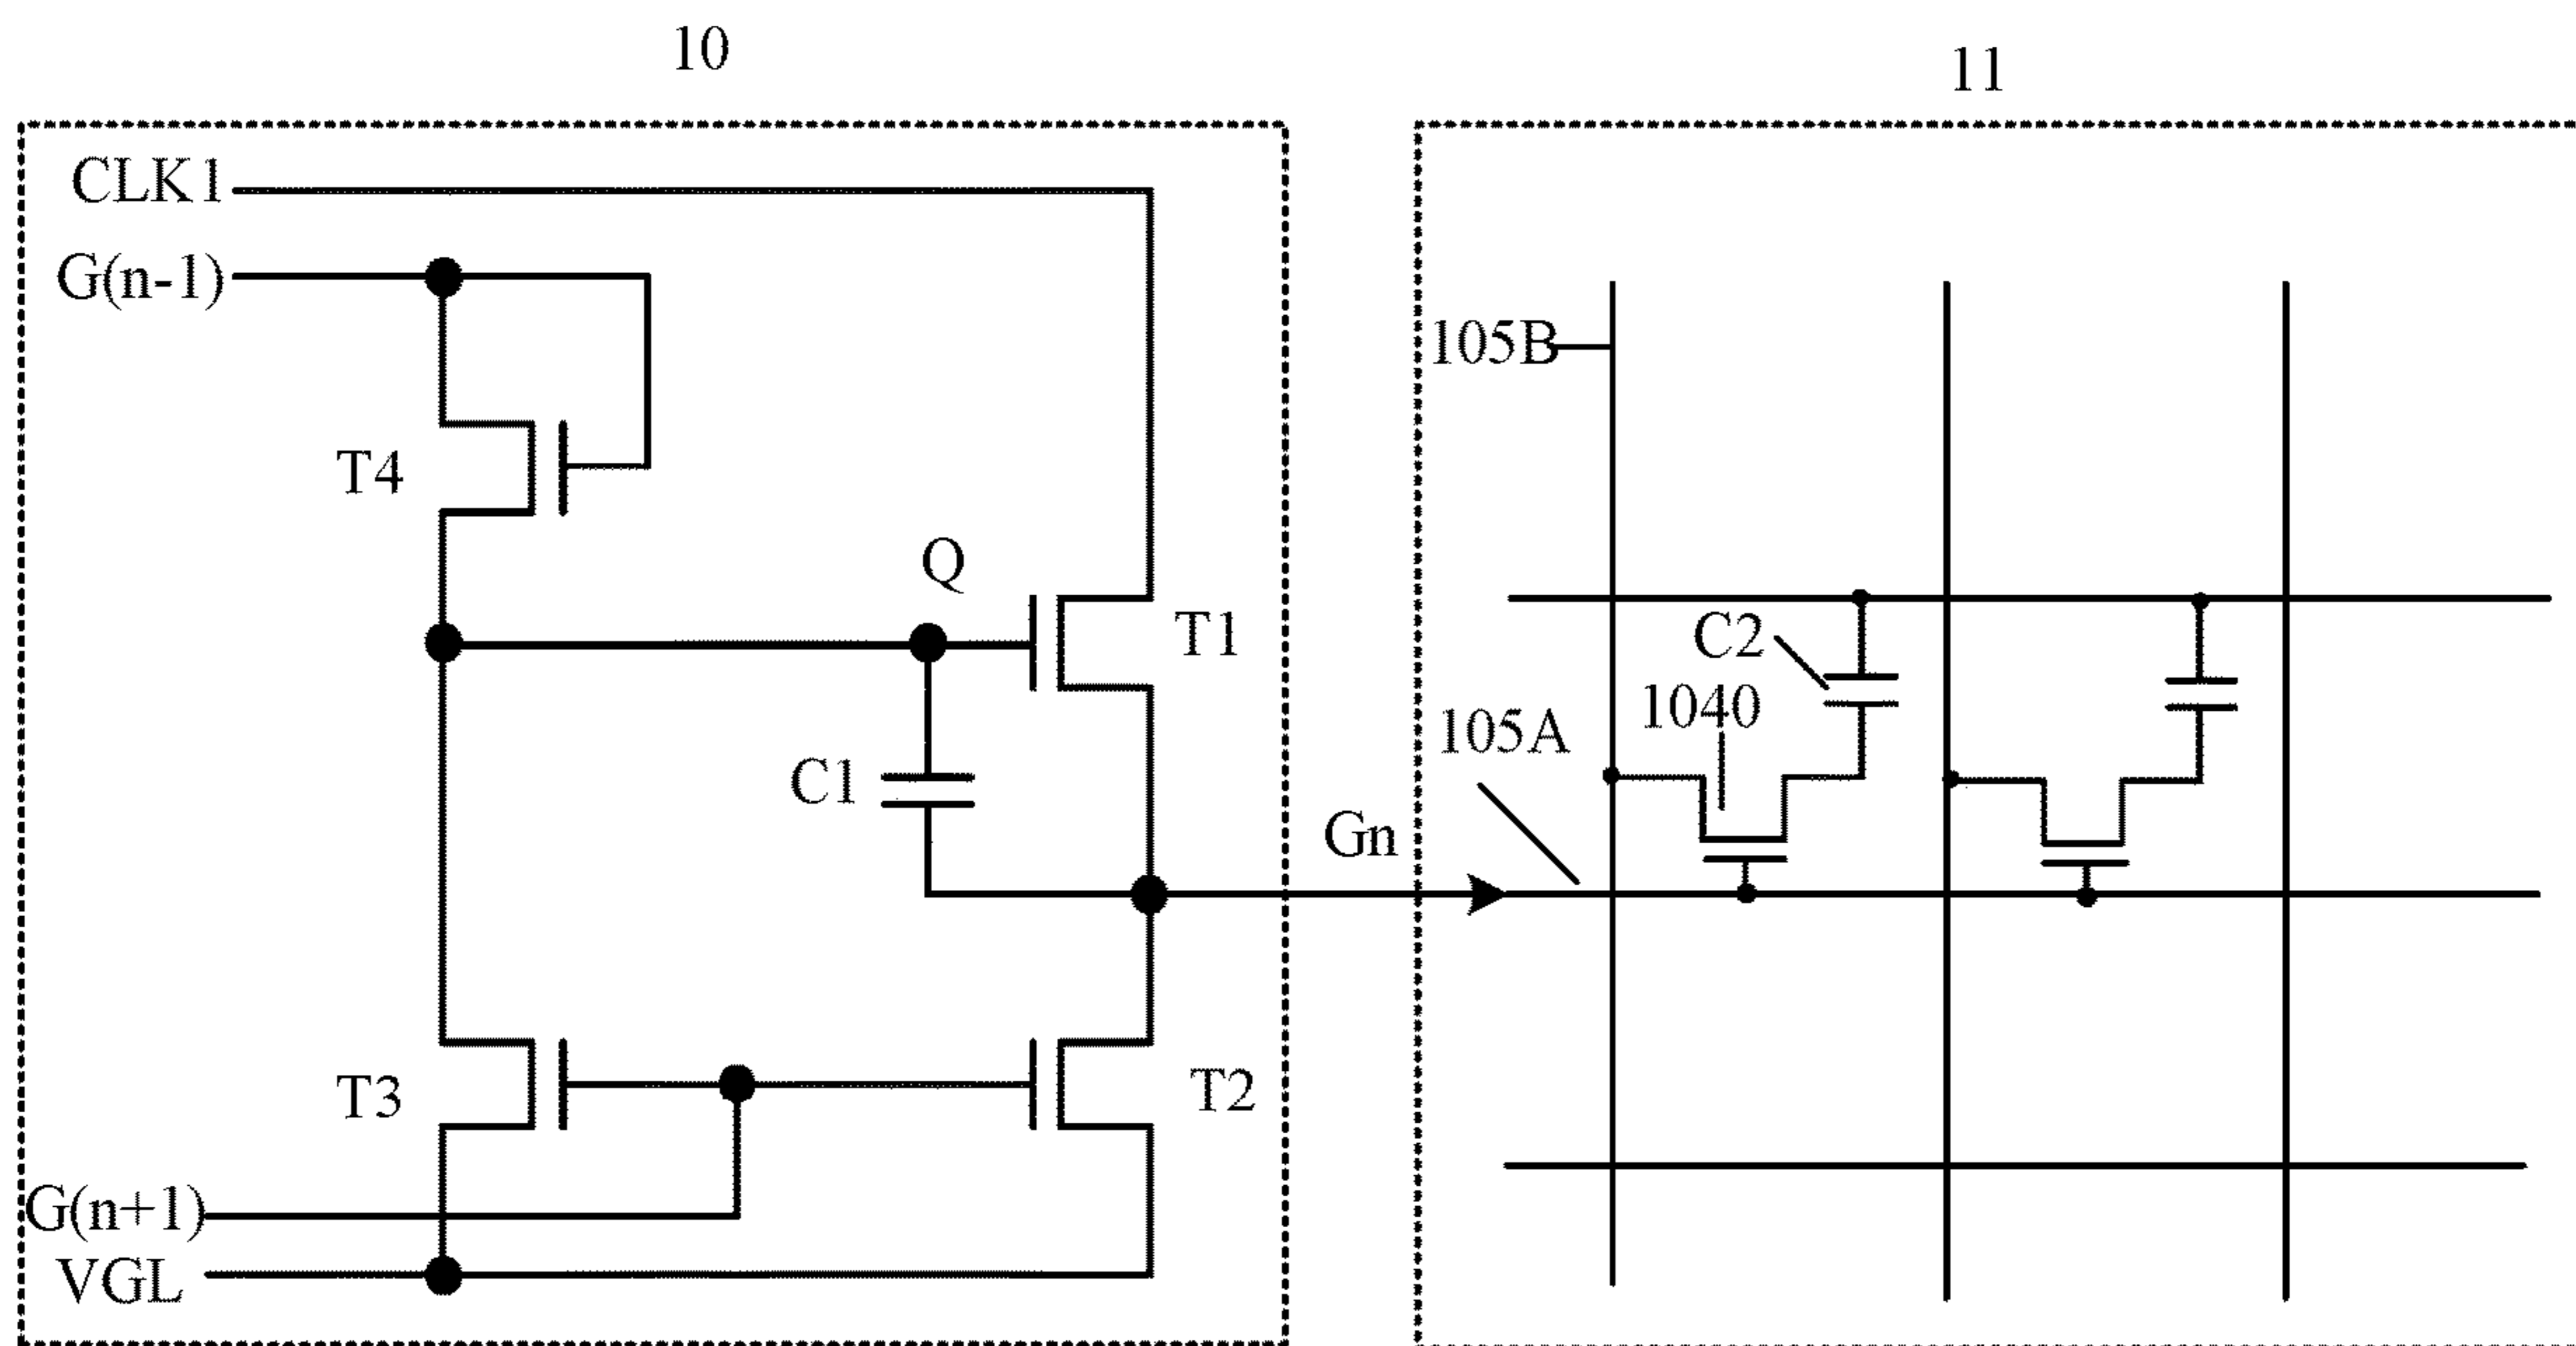 10
11
CLK1
G(n-1)
105B
T4
Q
T1
C2
1040
105A
C1
Gn
T3
T2
G(n+1)
VGL